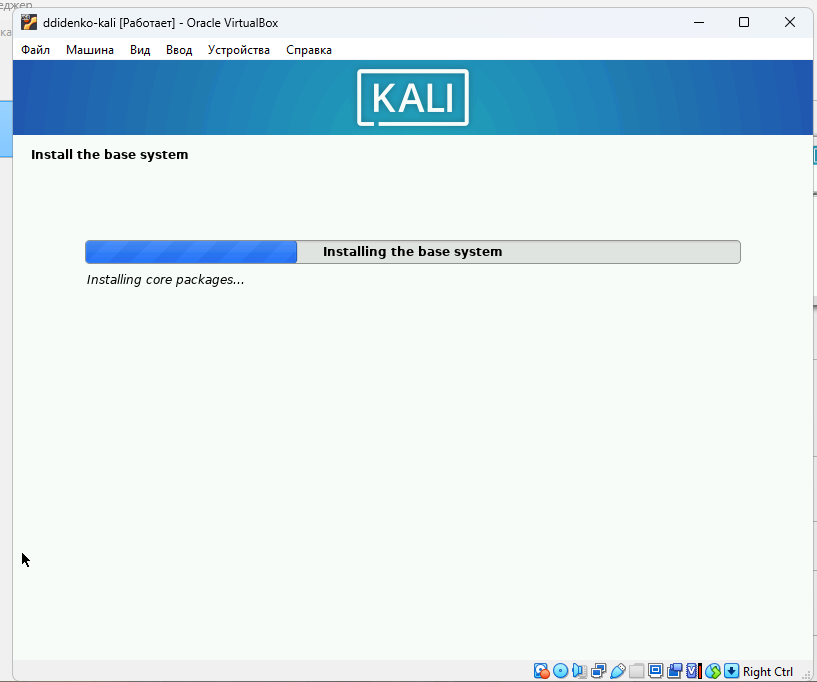 еджер
ddidenko-kali [Работает] - Oracle VirtualBox
Файл Машина Вид Ввод Устройства Справка
KALI
Install the base system
Installing the base system
Installing core packages...
Right Ctrl